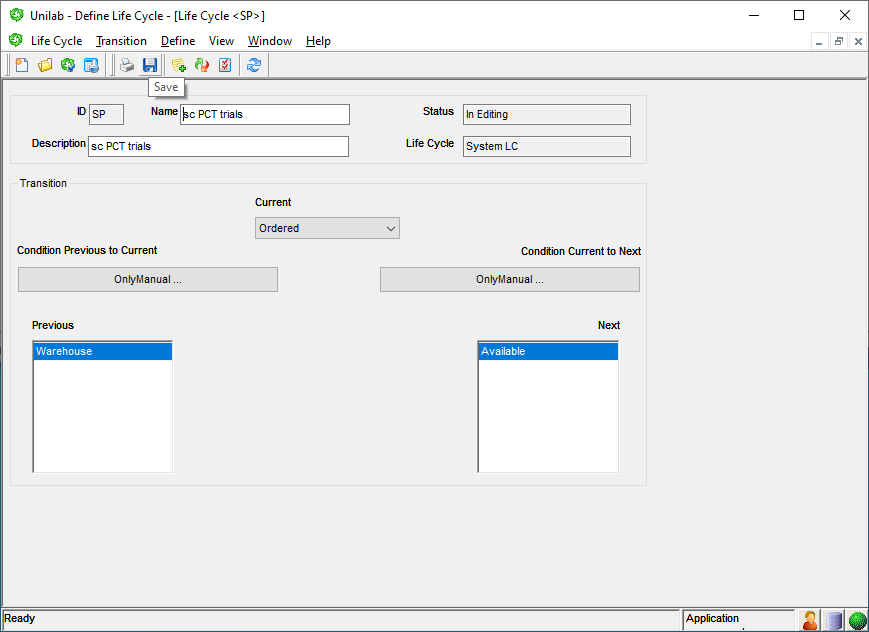 Unilab - Define Life Cycle - [Life Cycle <SP>]
Life Cycle Transition Define View Window Help
Save
ID SP Name sc PCT trials Status In Editing
Description sc PCT trials Life Cycle System LC
Transition
Current
Ordered
Condition Previous to Current Condition Current to Next
OnlyManual ... OnlyManual ...
Previous Next
Warehouse Available
Ready Application